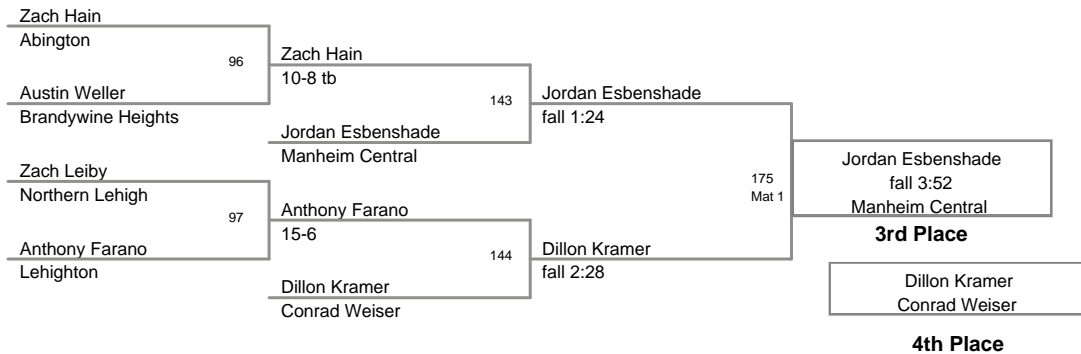 Zach Hain
Abington
96
Austin Weller
Brandywine Heights
Zach Hain
10-8 tb
143
Jordan Esbenshade
Manheim Central
Zach Leiby
Northern Lehigh
97
Anthony Farano
Lehighton
Anthony Farano
15-6
144
Dillon Kramer
Conrad Weiser
Jordan Esbenshade
fall 1:24
175
Mat 1
Dillon Kramer
fall 2:28
Jordan Esbenshade
fall 3:52
Manheim Central
3rd Place
Dillon Kramer
Conrad Weiser
4th Place